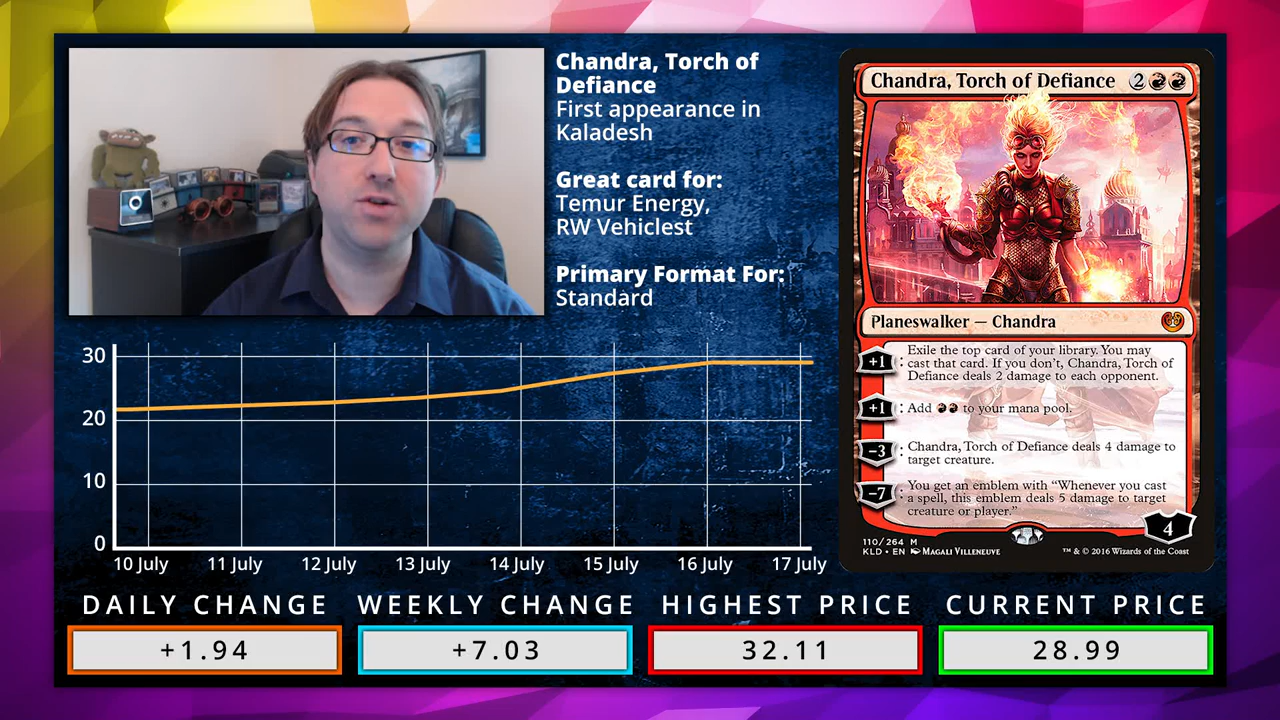 Chandra, Torch of
Defiance
First appearance in
Kaladesh
Great card for:
Temur Energy,
RW Vehiclest
Primary Format For:
Standard
Chandra, Torch of Defiance 2
Planeswalker — Chandra
+1 : Exile the top card of your library. You may
cast that card. If you don't, Chandra, Torch of
Defiance deals 2 damage to each opponent.
+1 : Add to your mana pool.
−3 : Chandra, Torch of Defiance deals 4 damage to
target creature.
−7 : You get an emblem with “Whenever you cast
a spell, this emblem deals 5 damage to target
creature or player.”
4
110/264 M
KLD • EN Magali Villeneuve
™ & © 2016 Wizards of the Coast
30
20
10
0
10 July 11 July 12 July 13 July 14 July 15 July 16 July 17 July
DAILY CHANGE WEEKLY CHANGE HIGHEST PRICE CURRENT PRICE
+1.94 +7.03 32.11 28.99